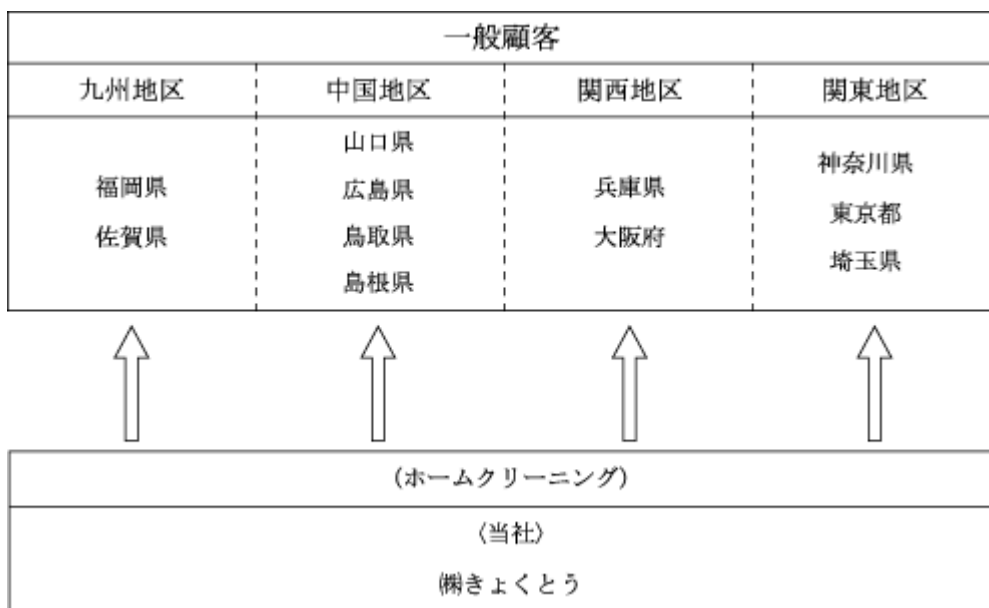 一般顧客
九州地区 中国地区 関西地区 関東地区
福岡県
佐賀県
山口県
広島県
鳥取県
島根県
兵庫県
大阪府
神奈川県
東京都
埼玉県
(ホームクリーニング)
〈当社〉
㈱きょくとう